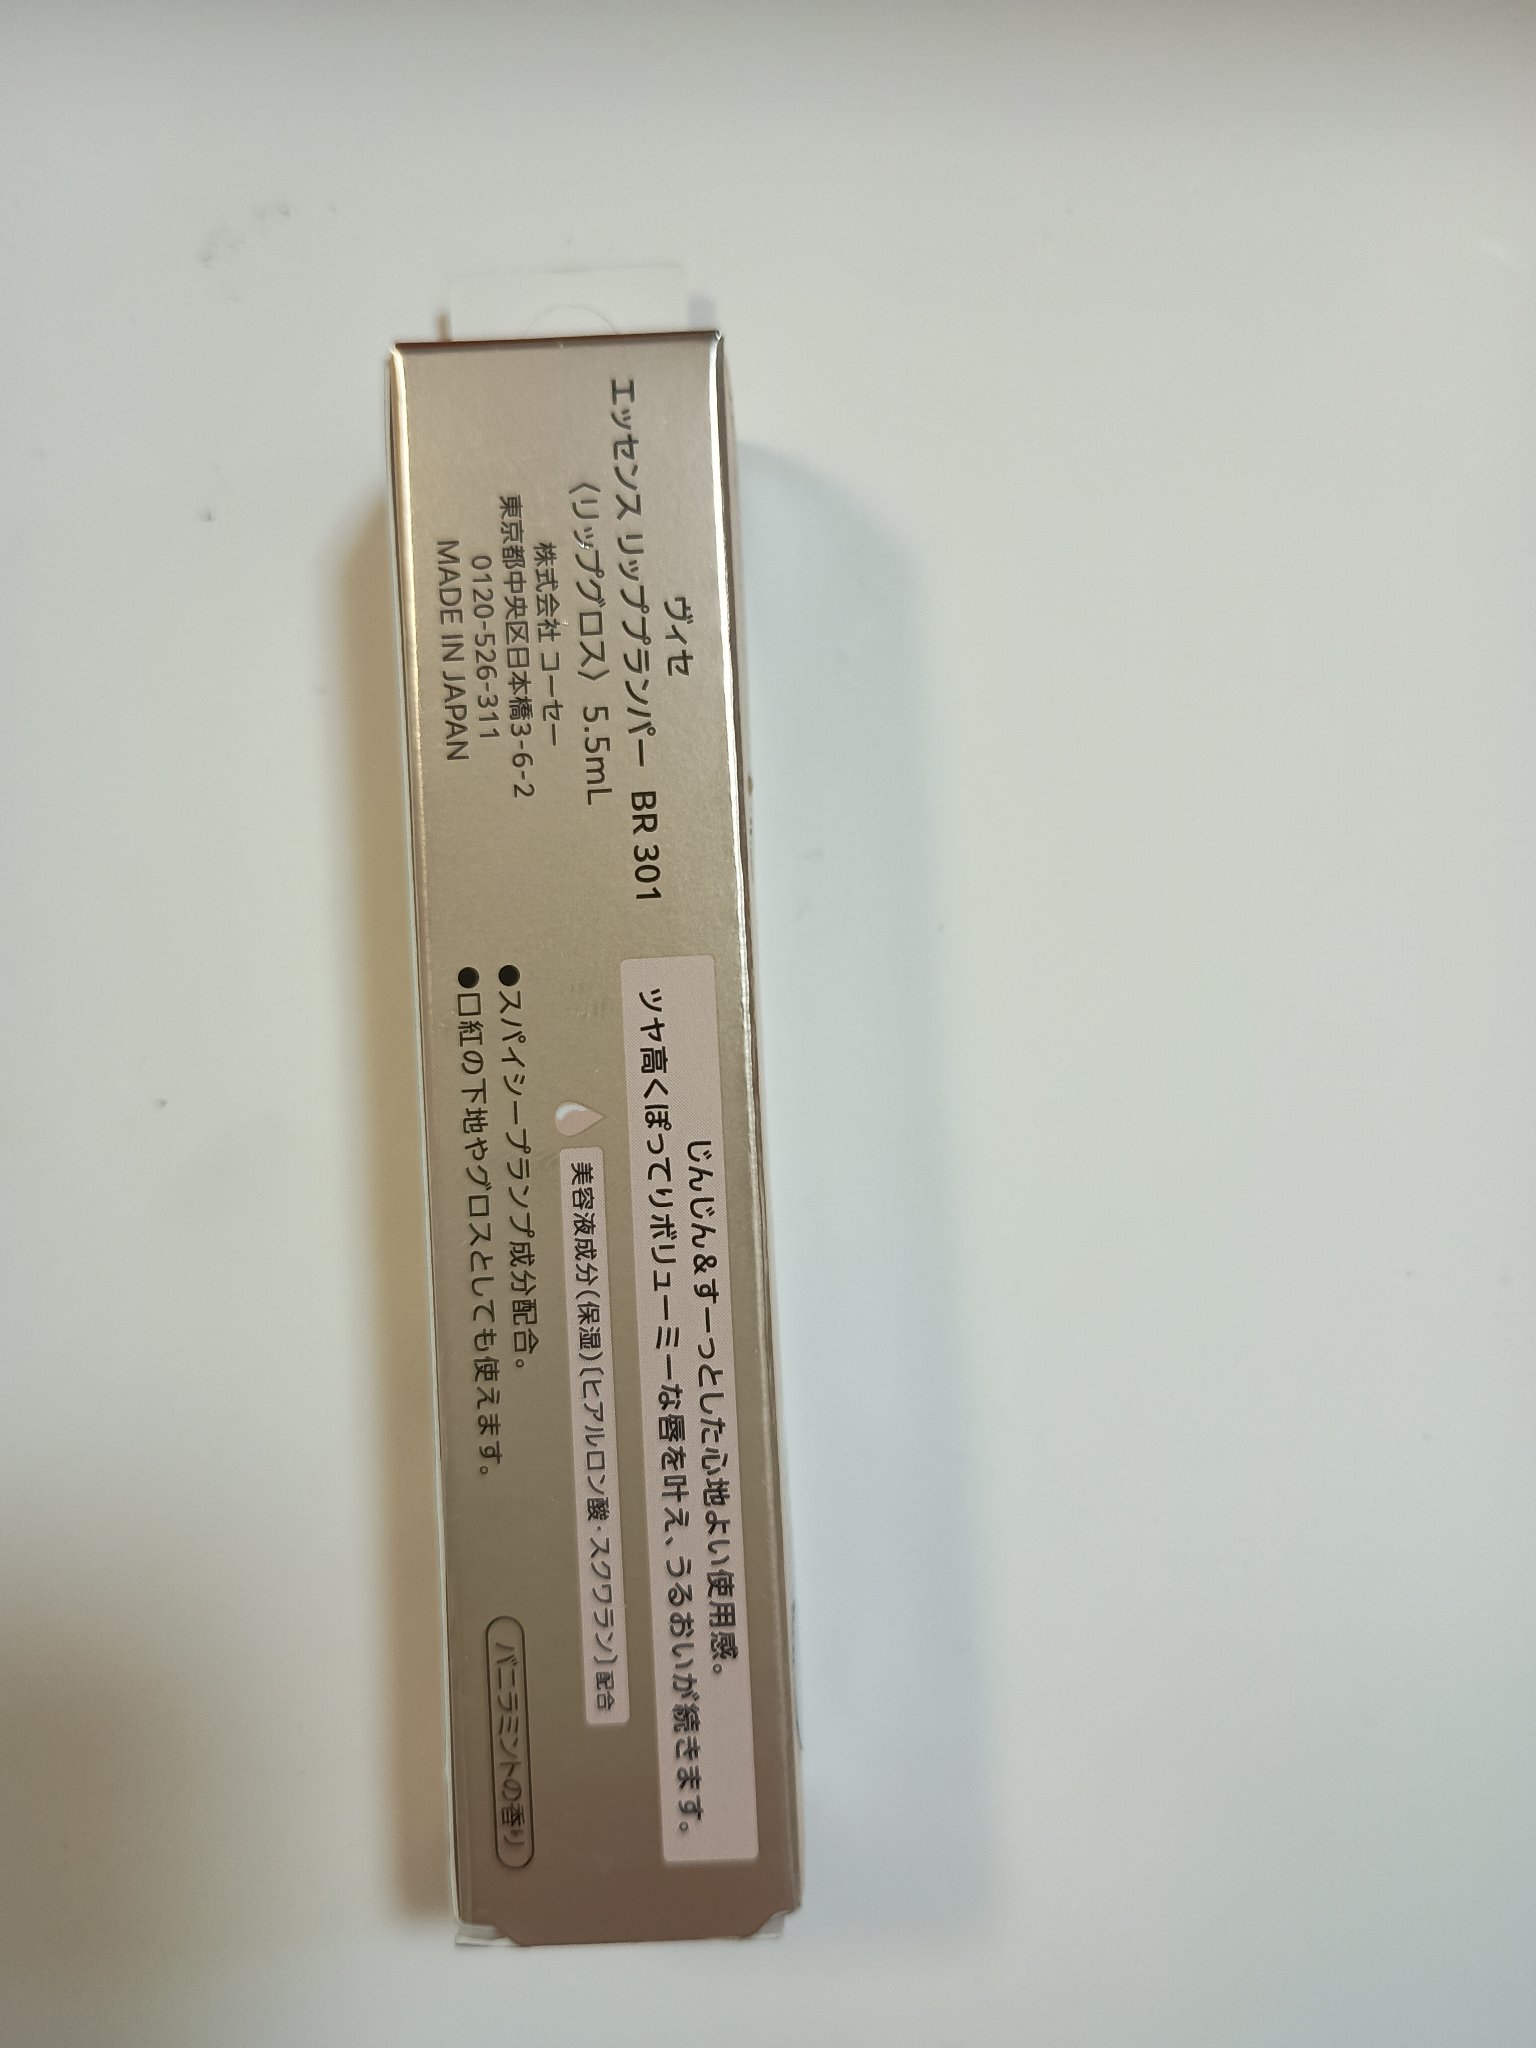 ヴィセ
エッセンス リッププランパー BR 301
〈リップグロス〉 5.5mL
株式会社 コーセー
東京都中央区日本橋3-6-2
0120-526-311
MADE IN JAPAN
じんじん&すーっとした心地よい使用感。
ツヤ高くぽってりボリューミーな唇を叶え、うるおいが続きます。
美容液成分(保湿)〔ヒアルロン酸・スクワラン〕配合
●スパイシープランプ成分配合。
●口紅の下地やグロスとしても使えます。
バニラミントの香り